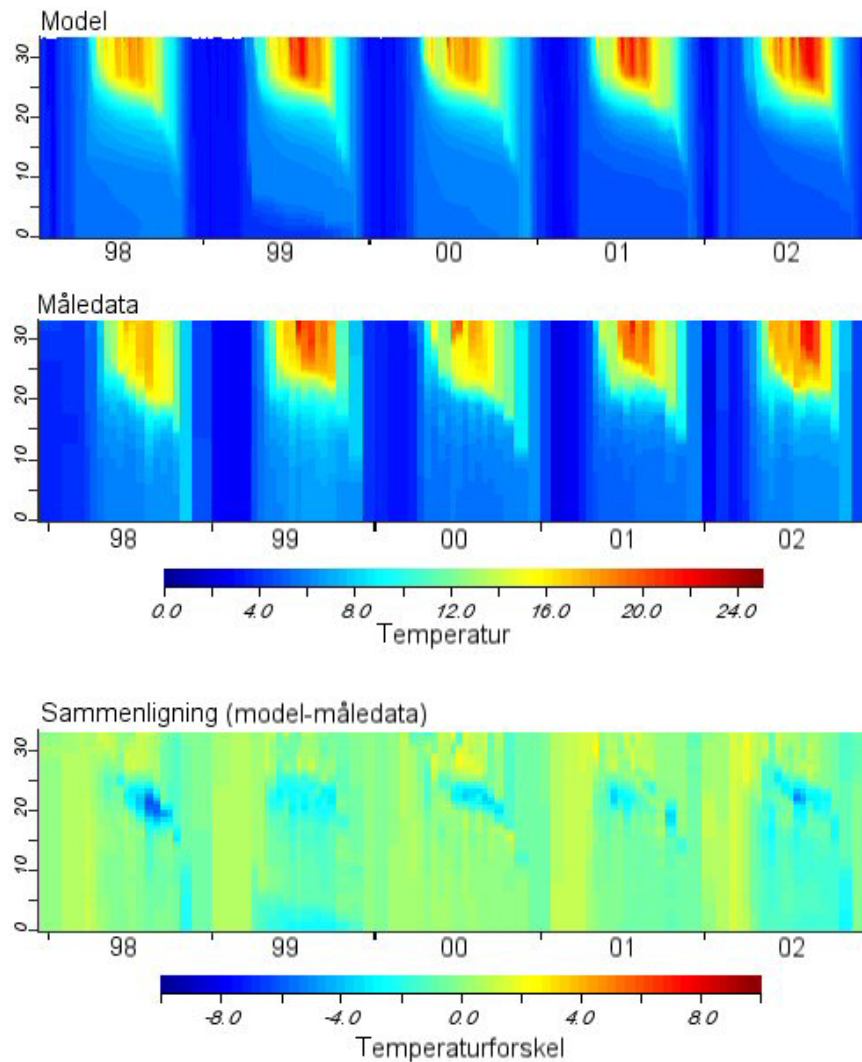 Model
30
20
10
0
98 99 00 01 02
Måledata
30
20
10
0
98 99 00 01 02
0.0 4.0 8.0 12.0 16.0 20.0 24.0
Temperatur
Sammenligning (model-måledata)
30
20
10
0
98 99 00 01 02
-8.0 -4.0 0.0 4.0 8.0
Temperaturforskel